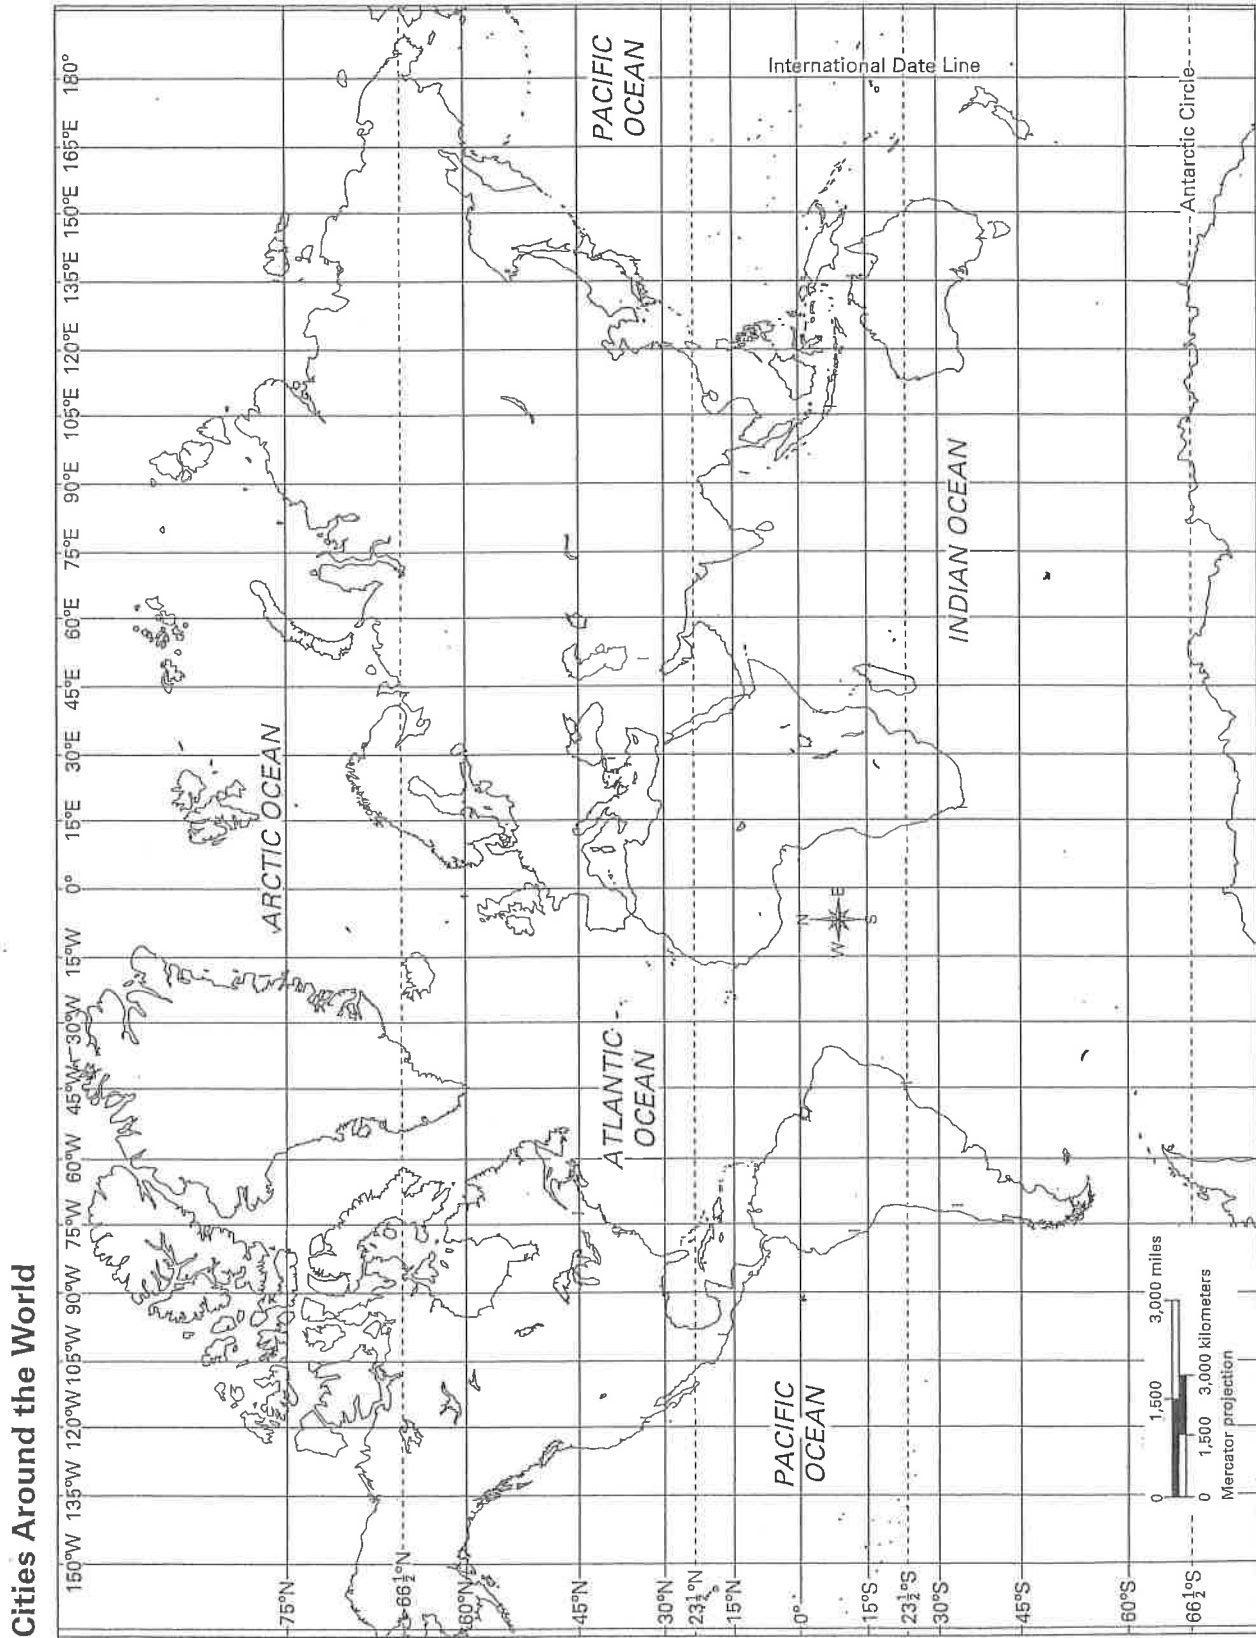 Cities Around the World
150°W 135°W 120°W 105°W 90°W 75°W 60°W 45°W 30°W 15°W 0° 15°E 30°E 45°E 60°E 75°E 90°E 105°E 120°E 135°E 150°E 165°E 180°
75°N
66½°N
60°N
45°N
30°N
23½°N
15°N
0°
15°S
23½°S
30°S
45°S
60°S
66½°S
ARCTIC OCEAN
ATLANTIC
OCEAN
PACIFIC
OCEAN
PACIFIC
OCEAN
INDIAN OCEAN
International Date Line
Antarctic Circle
N
W E
S
0 1,500 3,000 miles
0 1,500 3,000 kilometers
Mercator projection